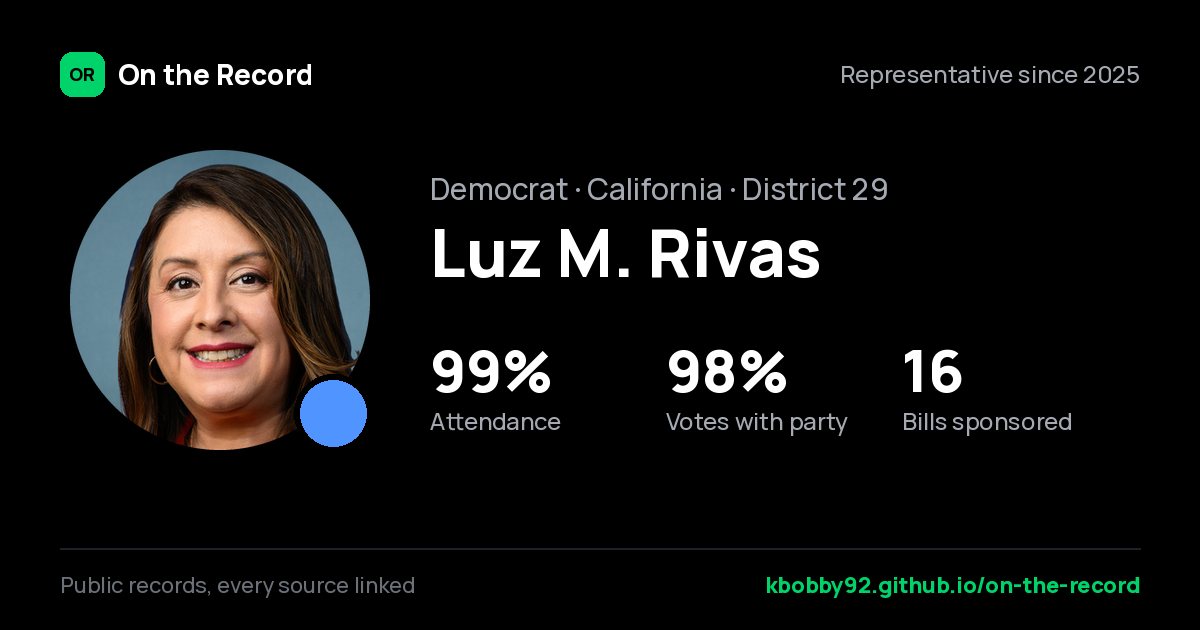 OR On the Record
Representative since 2025
Democrat · California · District 29
Luz M. Rivas
99% 98% 16
Attendance Votes with party Bills sponsored
Public records, every source linked
kbobby92.github.io/on-the-record